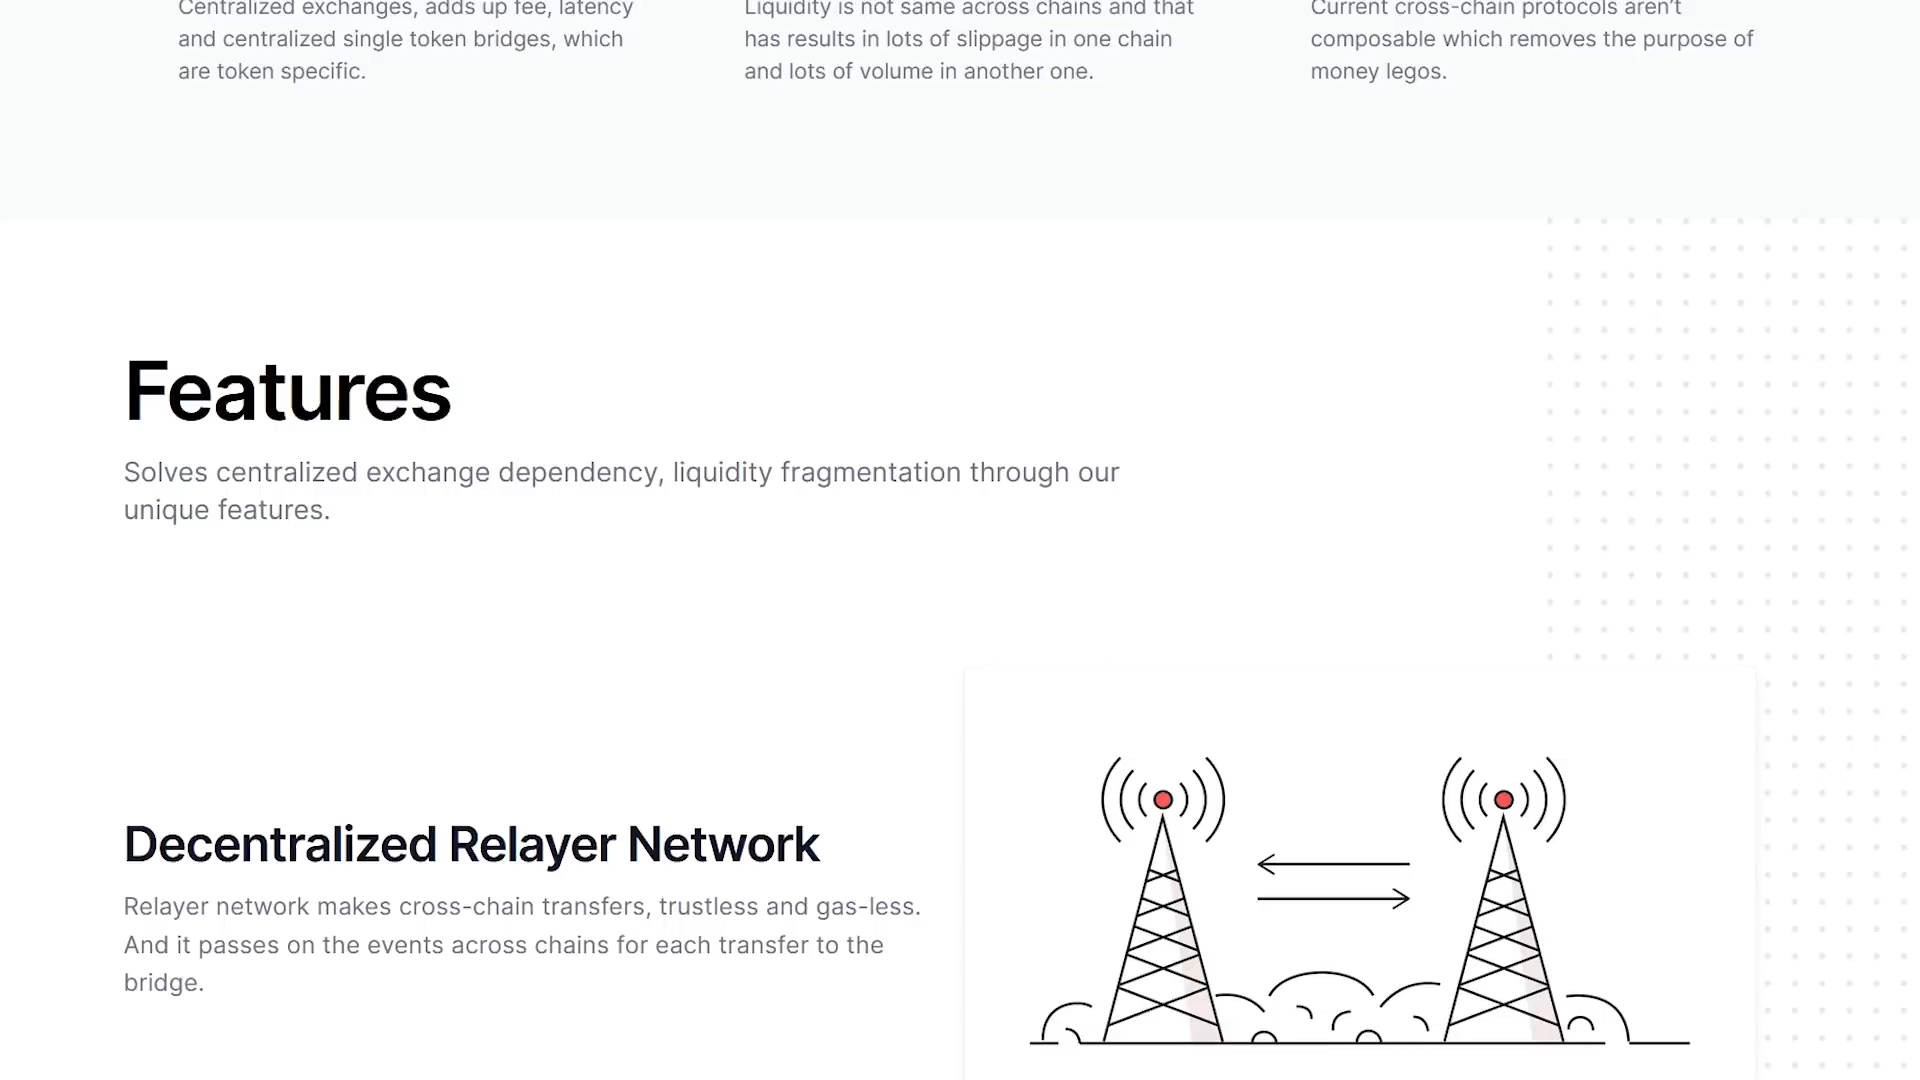 Centralized exchanges, adds up fee, latency
and centralized single token bridges, which
are token specific.
Liquidity is not same across chains and that
has results in lots of slippage in one chain
and lots of volume in another one.
Current cross-chain protocols aren't
composable which removes the purpose of
money legos.
Features
Solves centralized exchange dependency, liquidity fragmentation through our
unique features.
Decentralized Relayer Network
Relayer network makes cross-chain transfers, trustless and gas-less.
And it passes on the events across chains for each transfer to the
bridge.